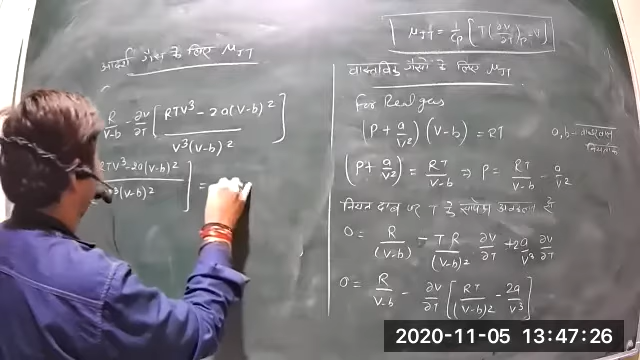 आदर्श गैस के लिए μJT
R/V-b - ∂V/∂T [RTV³ - 2a(V-b)² / V³(V-b)²]
RTV³-2a(V-b)² / V³(V-b)² ] =
μJT = 1/Cp [T(∂V/∂T)P - V]
वास्तविक गैसों के लिए μJT
For Real gas
(P + a/V²) (V-b) = RT
a, b →
नियतांक
(P + a/V²) = RT/V-b ⇒ P = RT/V-b - a/V²
नियत दाब पर T के सापेक्ष
0 = R/(V-b) - TR/(V-b)² ∂V/∂T + 2a/V³ ∂V/∂T
0 = R/V-b - ∂V/∂T [RT/(V-b)² - 2a/V³]
2020-11-05 13:47:26